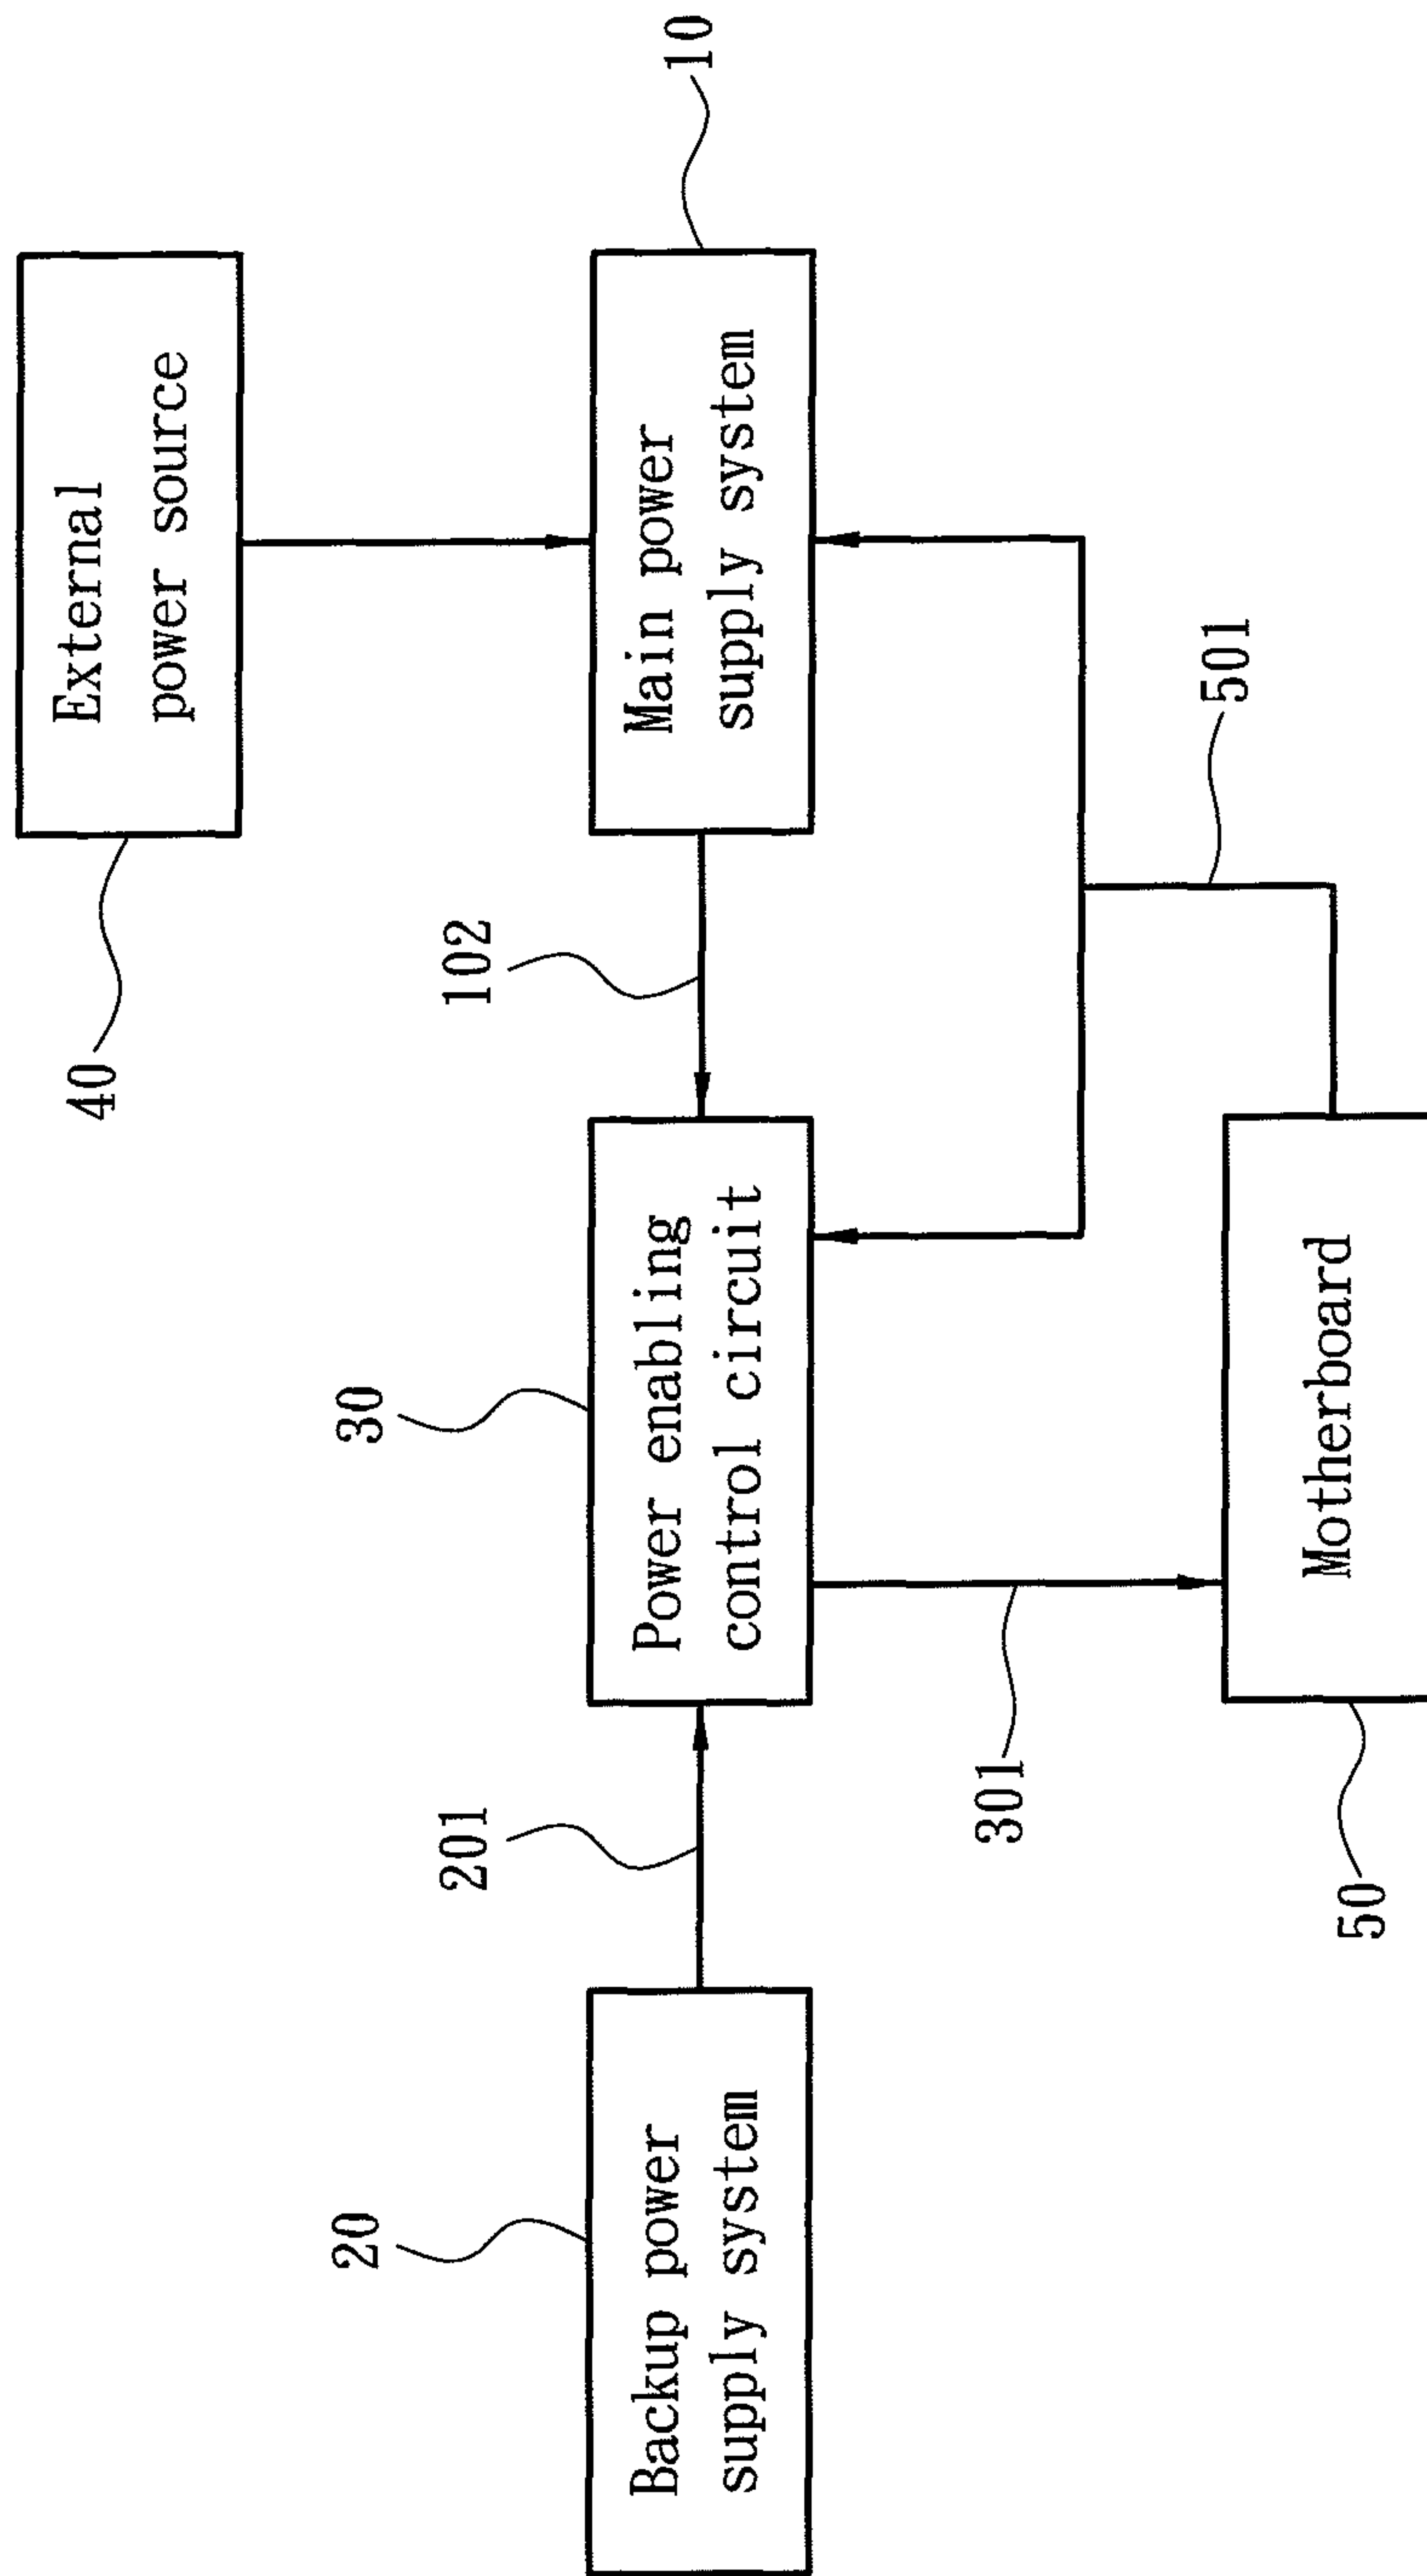 External
power source
40
10
Main power
supply system
102
30
Power enabling
control circuit
201
20
Backup power
supply system
501
301
Motherboard
50